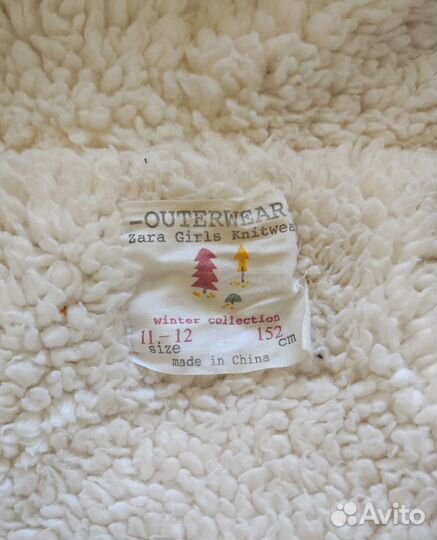 -OUTERWEAR-
Zara Girls Knitwea
winter collection
11-12 152 cm
size
made in China
Avito